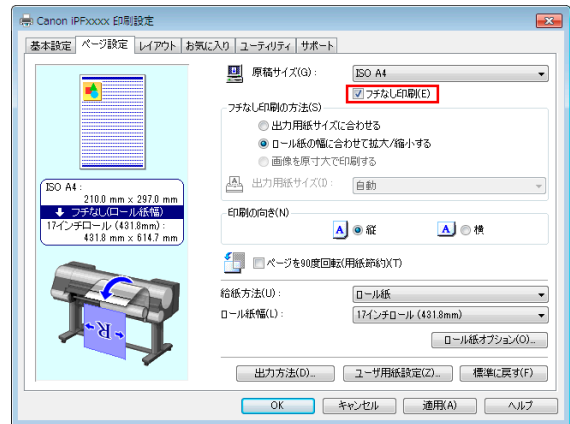 Canon iPFxxxx 印刷設定
基本設定 ページ設定 レイアウト お気に入り ユーティリティ サポート
原稿サイズ(G): ISO A4
フチなし印刷(E)
フチなし印刷の方法(S)
出力用紙サイズに合わせる
ロール紙の幅に合わせて拡大/縮小する
画像を原寸大で印刷する
出力用紙サイズ(I): 自動
ISO A4:
210.0 mm × 297.0 mm
フチなし(ロール紙幅)
17インチロール (431.8mm):
431.8 mm × 614.7 mm
印刷の向き(N)
A 縦 A 横
ページを90度回転(用紙節約)(T)
給紙方法(U): ロール紙
ロール紙幅(L): 17インチロール (431.8mm)
R
ロール紙オプション(O)...
出力方法(D)... ユーザ用紙設定(Z)... 標準に戻す(F)
OK キャンセル 適用(A) ヘルプ